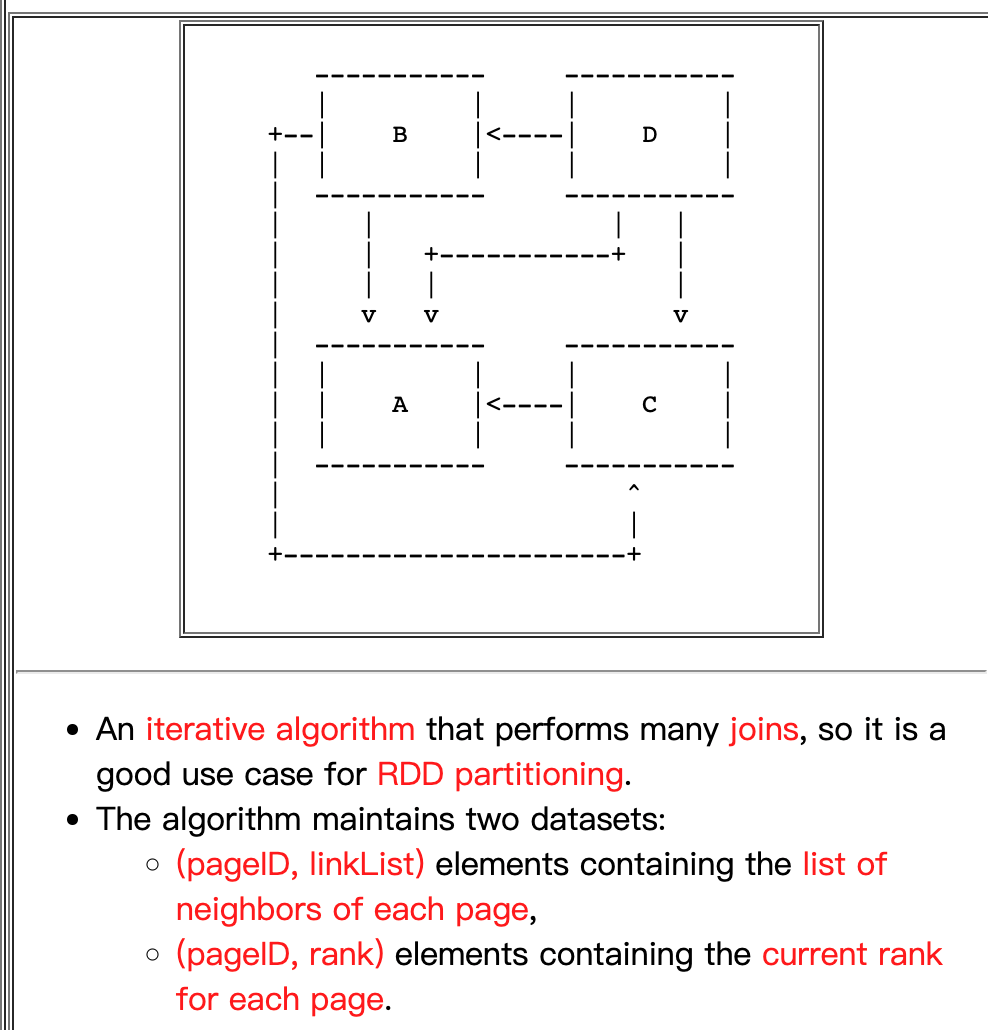 -----------     -----------
|         |     |         |
+--|    B    |<----|    D    |
|  |         |     |         |
|  -----------     -----------
|     |                |   |
|     |   +------------+   |
|     |   |                |
|     v   v                v
|  -----------     -----------
|  |         |     |         |
|  |    A    |<----|    C    |
|  |         |     |         |
|  -----------     -----------
|                      ^
|                      |
+----------------------+
• An iterative algorithm that performs many joins, so it is a
good use case for RDD partitioning.
• The algorithm maintains two datasets:
◦ (pageID, linkList) elements containing the list of
neighbors of each page,
◦ (pageID, rank) elements containing the current rank
for each page.